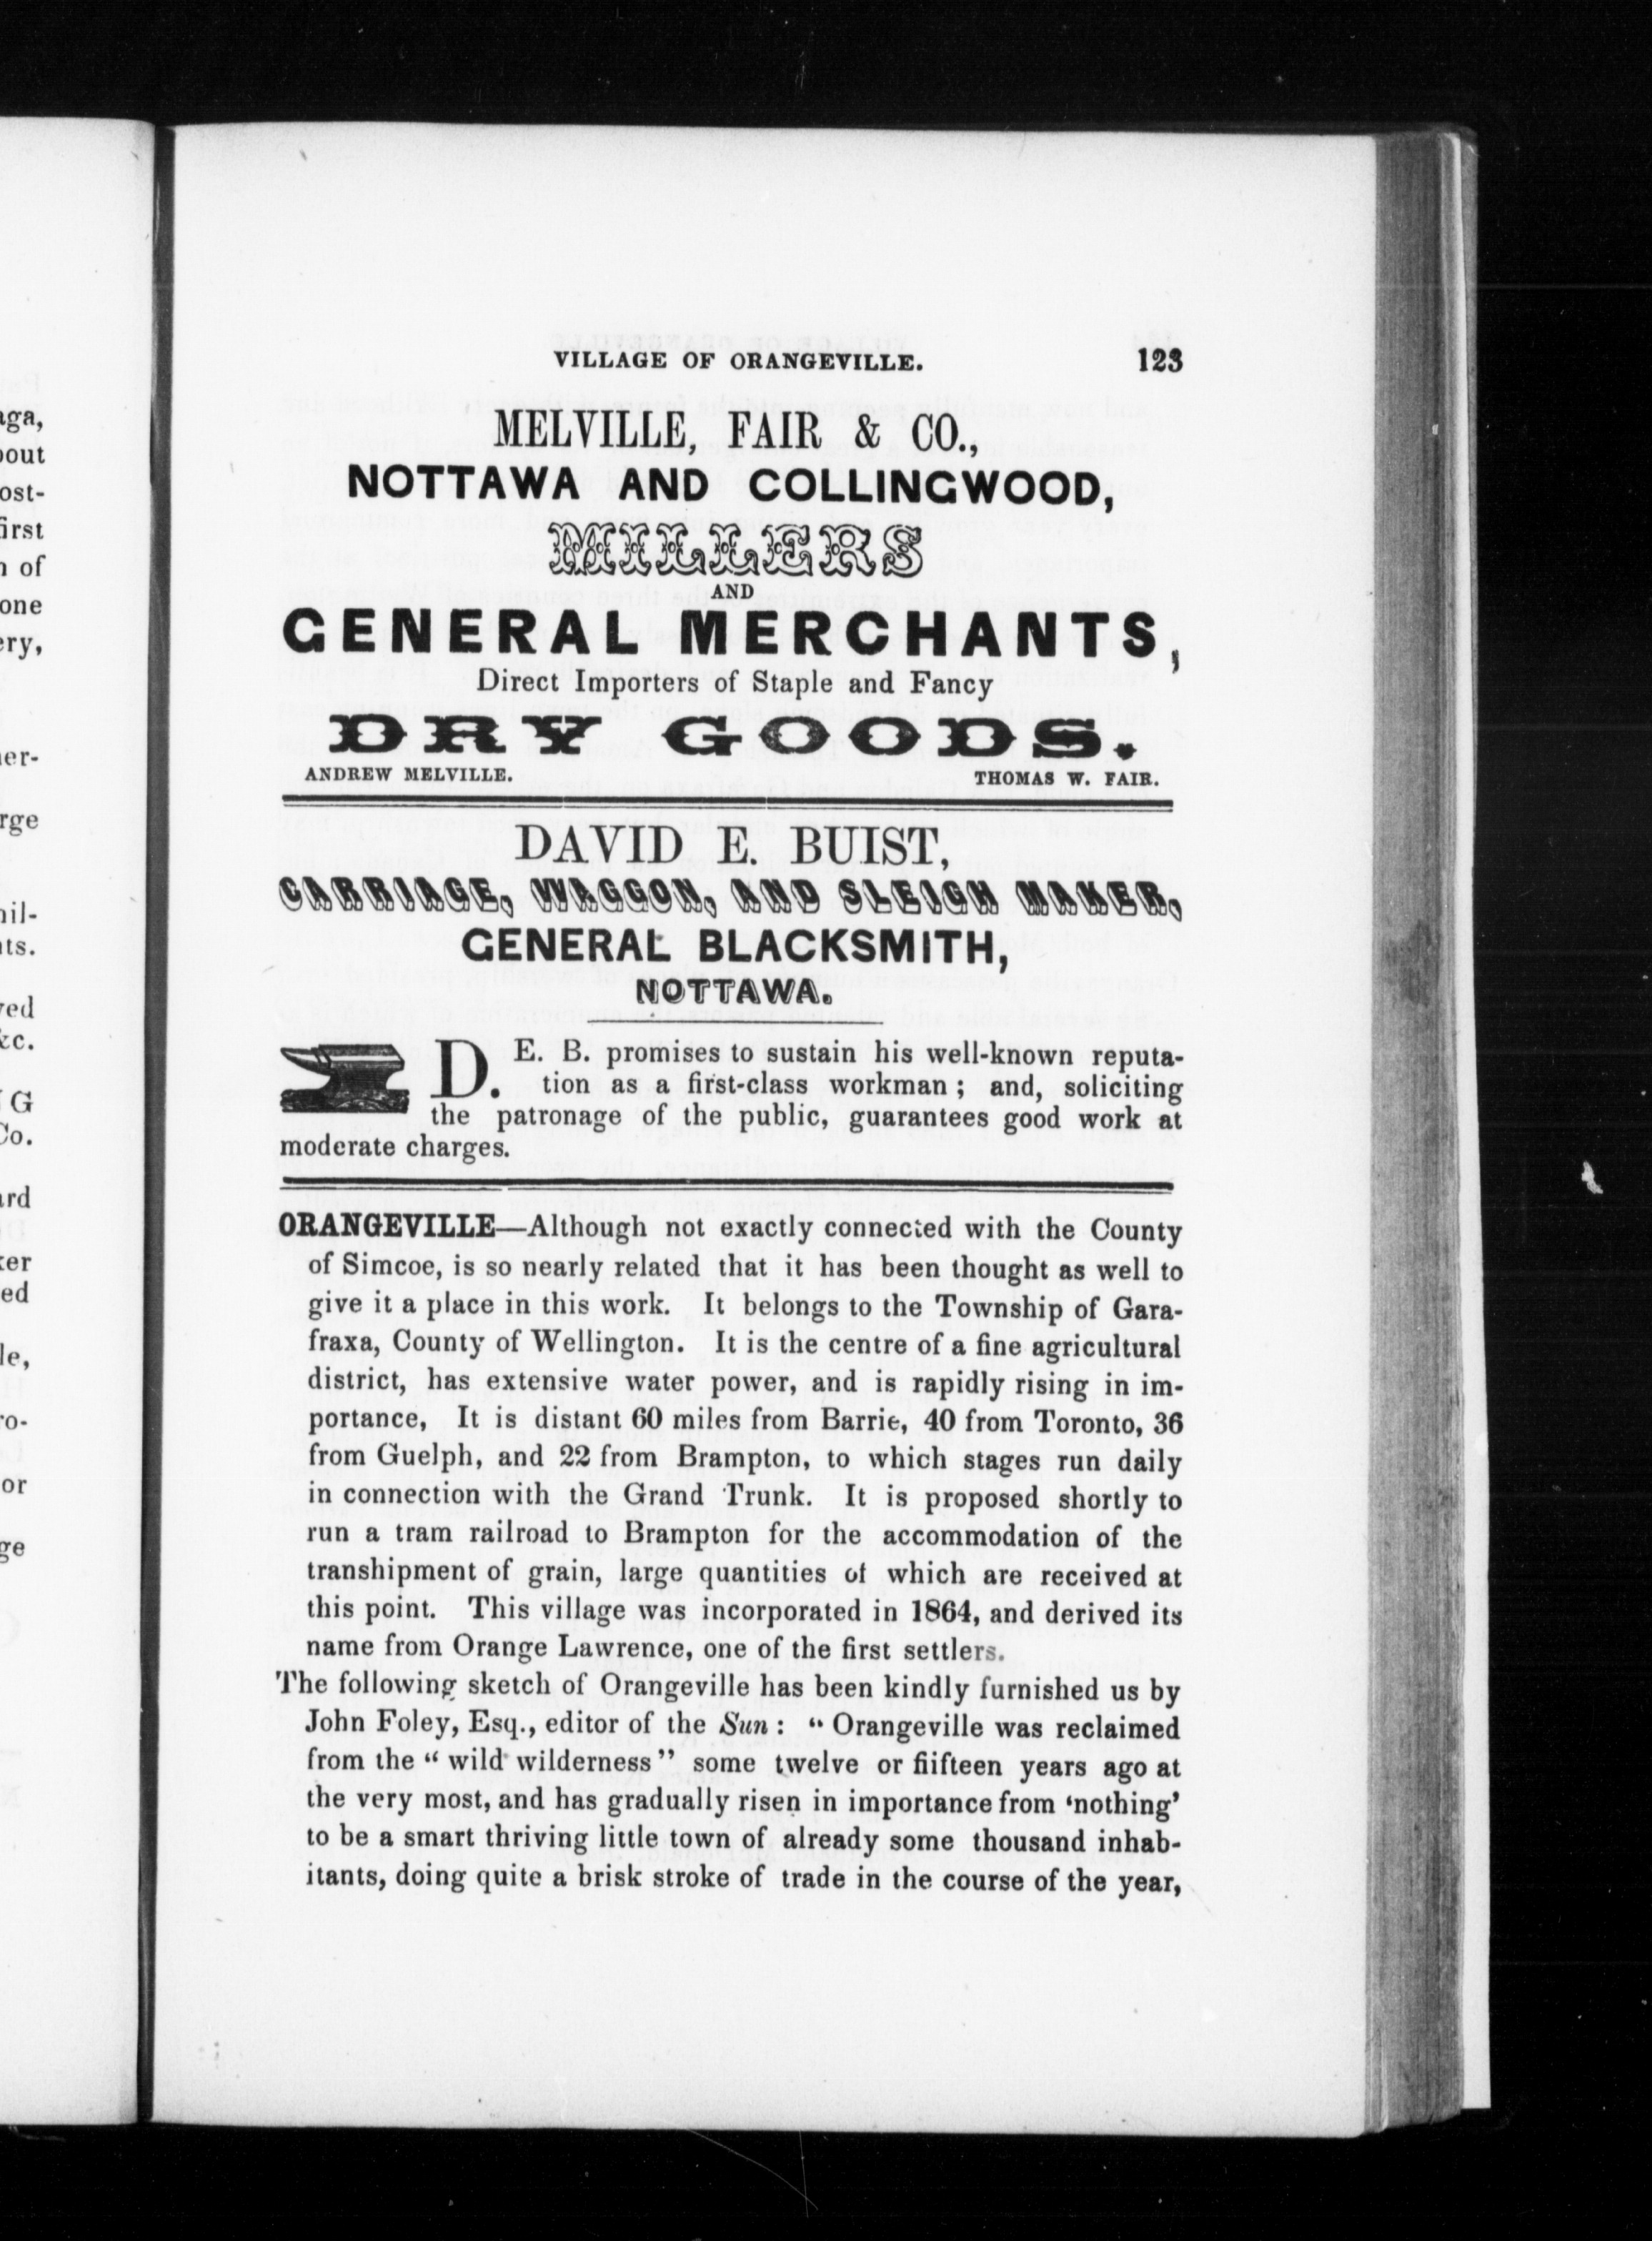 VILLAGE OF ORANGEVILLE. 123
MELVILLE, FAIR & CO.,
NOTTAWA AND COLLINGWOOD,
MILLERS
AND
GENERAL MERCHANTS,
Direct Importers of Staple and Fancy
DRY GOODS.
ANDREW MELVILLE. THOMAS W. FAIR.
DAVID E. BUIST,
CARRIAGE, WAGGON, AND SLEIGH MAKER,
GENERAL BLACKSMITH,
NOTTAWA.
D. E. B. promises to sustain his well-known reputa-
tion as a first-class workman; and, soliciting
the patronage of the public, guarantees good work at
moderate charges.
ORANGEVILLE—Although not exactly connected with the County
of Simcoe, is so nearly related that it has been thought as well to
give it a place in this work. It belongs to the Township of Gara-
fraxa, County of Wellington. It is the centre of a fine agricultural
district, has extensive water power, and is rapidly rising in im-
portance, It is distant 60 miles from Barrie, 40 from Toronto, 36
from Guelph, and 22 from Brampton, to which stages run daily
in connection with the Grand Trunk. It is proposed shortly to
run a tram railroad to Brampton for the accommodation of the
transhipment of grain, large quantities of which are received at
this point. This village was incorporated in 1864, and derived its
name from Orange Lawrence, one of the first settlers.
The following sketch of Orangeville has been kindly furnished us by
John Foley, Esq., editor of the Sun: "Orangeville was reclaimed
from the "wild wilderness" some twelve or fiifteen years ago at
the very most, and has gradually risen in importance from 'nothing'
to be a smart thriving little town of already some thousand inhab-
itants, doing quite a brisk stroke of trade in the course of the year,